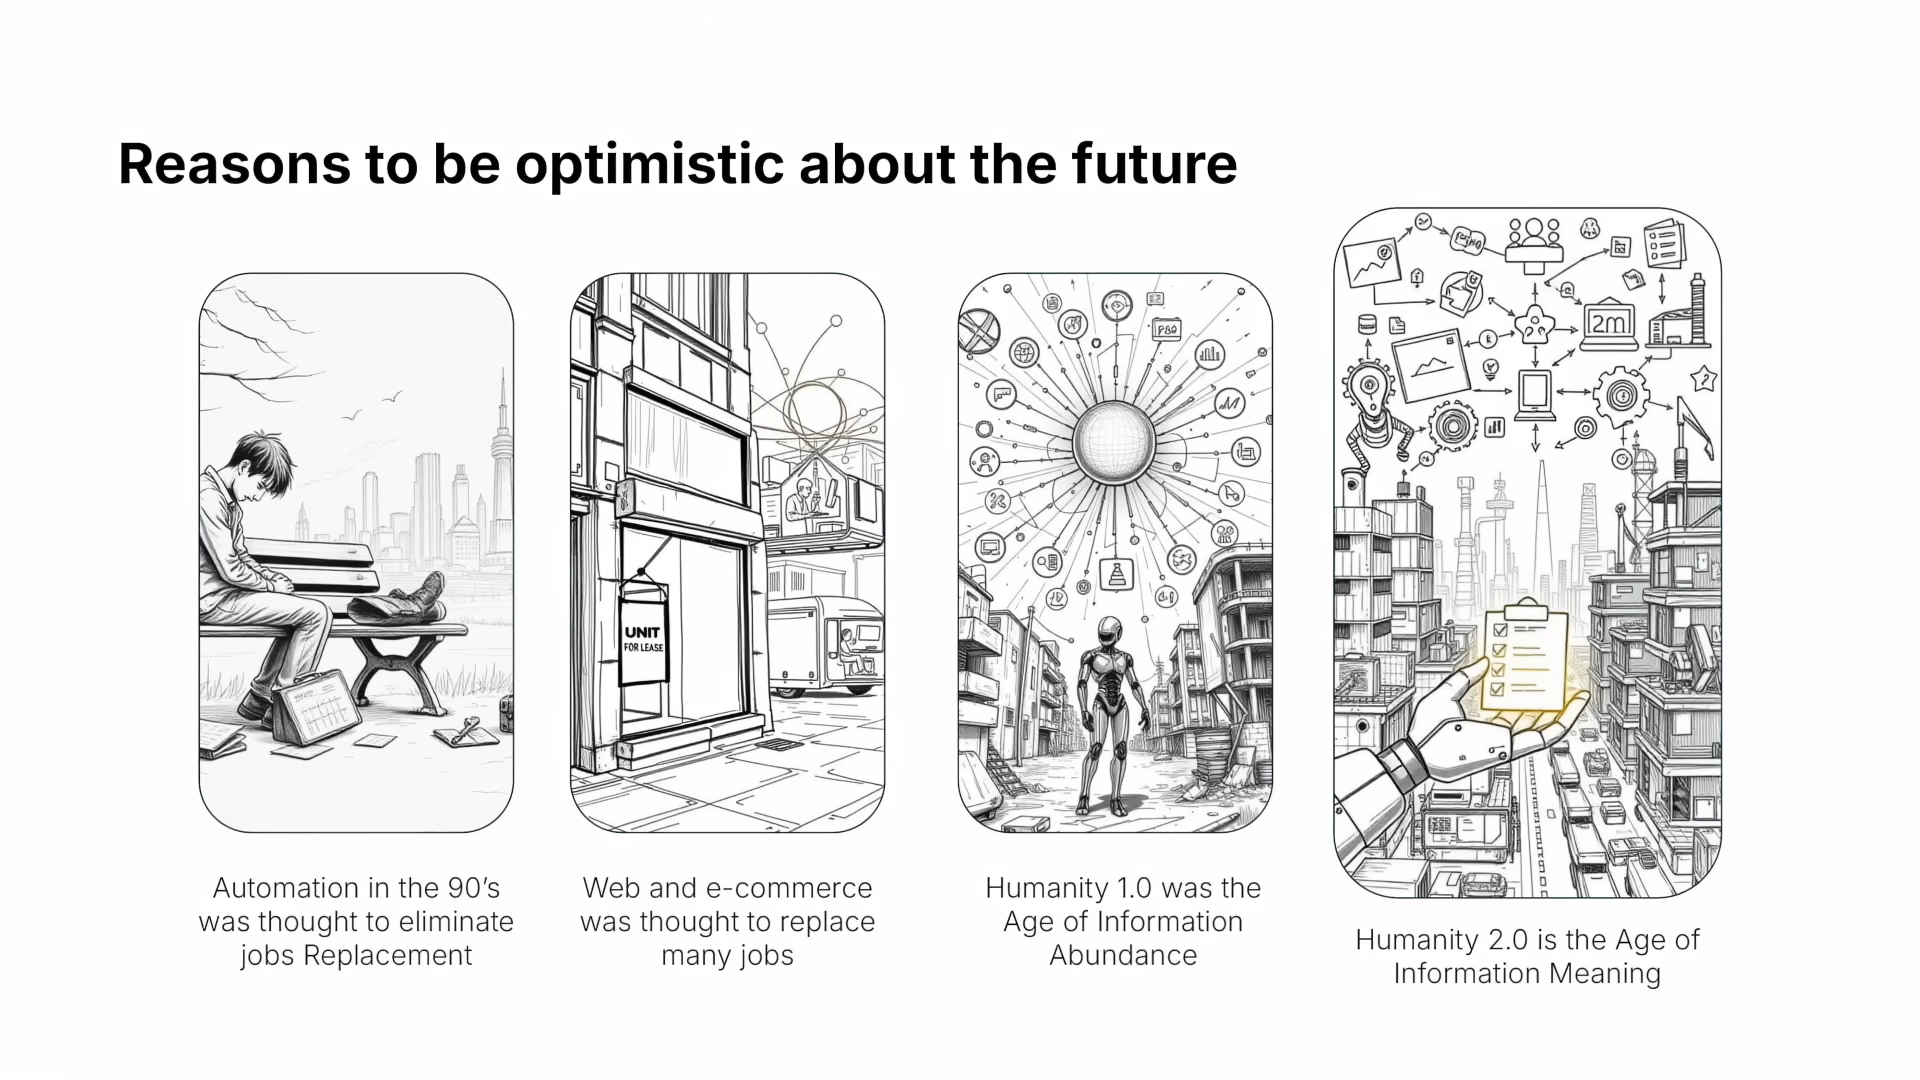 Reasons to be optimistic about the future
UNIT
FOR LEASE
2m
Automation in the 90's
was thought to eliminate
jobs Replacement
Web and e-commerce
was thought to replace
many jobs
Humanity 1.0 was the
Age of Information
Abundance
Humanity 2.0 is the Age of
Information Meaning